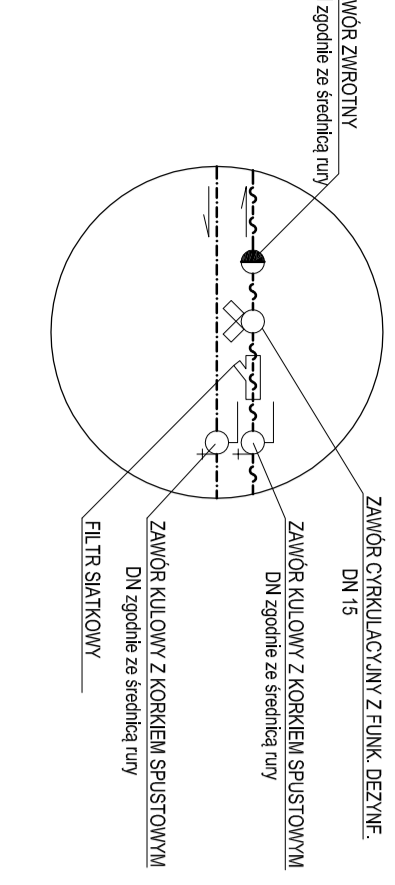 WÓR ZWROTNY
zgodnie ze średnicą rury
ZAWÓR CYRKULACYJNY Z FUNK. DEZYNF.
DN 15
ZAWÓR KULOWY Z KORKIEM SPUSTOWYM
DN zgodnie ze średnicą rury
ZAWÓR KULOWY Z KORKIEM SPUSTOWYM
DN zgodnie ze średnicą rury
FILTR SIATKOWY